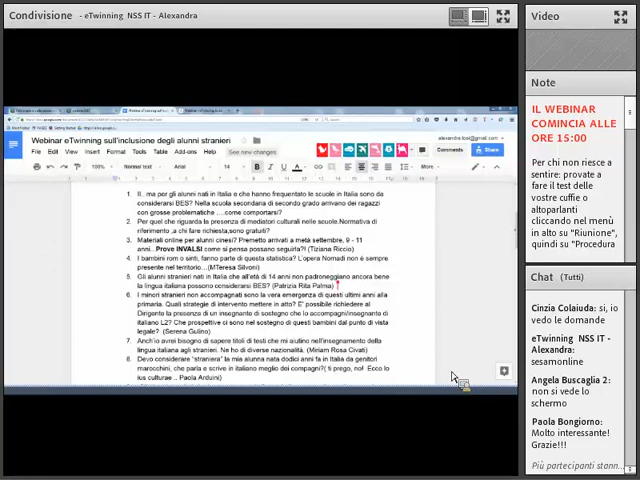 Condivisione - eTwinning NSS IT - Alexandra
Webinar eTwinning sull'inclusione degli alunni stranieri
File Edit View Insert Format Tools Table Add-ons Help See new changes
Comments
Share
100% Normal text Arial 14 B I U A More
1. Il.. ma por gli alunni nati in Italia e che hanno frequentato le scuole in Italia sono da
considerarsi BES? Nella scuola secondaria di secondo grado arrivano dei ragazzi
con grosse problematiche ....come comportarsi?
2. Per quel che riguarda la presenza di mediatori culturali nelle scuole.Normativa di
riferimento ,a chi fare richiesta,sono gratuiti?
3. Materiali online per alunni cinesi? Premetto arrivati a metà settembre, 9 - 11
anni.. Prove INVALSI come si pensa possano seguirla?! (Tiziana Riccio)
4. I bambini rom o sinti, fanno parte di questa statistica? L'opera Nomadi non è sempre
presente nel territorio...(MTeresa Silvoni)
5. Gli alunni stranieri nati in Italia che all'età di 14 anni non padroneggiano ancora bene
la lingua italiana possono considerarsi BES? (Patrizia Rita Palma)
6. I minori stranieri non accompagnati sono la vera emergenza di questi ultimi anni alla
primaria. Quali strategie di intervento mettere in atto? E' possibile richiedere al
Dirigente la presenza di un insegnante di sostegno che lo accompagni/insegnante di
italiano L2? Che prospettive ci sono nel sostegno di questi bambini dal punto di vista
legale? (Serena Gulino)
7. Anch'io avrei bisogno di sapere titoli di testi che mi aiutino nell'insegnamento della
lingua italiana agli stranieri. Ne ho di diverse nazionalità. (Miriam Rosa Civati)
8. Devo considerare "straniera" la mia alunna nata dodici anni fa in Italia da genitori
marocchini, che parla e scrive in italiano meglio dei compagni?( ti prego, no! Ecco lo
ius culturae .. Paola Arduini)
Video
Note
IL WEBINAR
COMINCIA ALLE
ORE 15:00
Per chi non riesce a
sentire: provate a
fare il test delle
vostre cuffie o
altoparlanti
cliccando nel menù
in alto su "Riunione",
quindi su "Procedura
Chat (Tutti)
Cinzia Colaiuda: si, io
vedo le domande
eTwinning NSS IT -
Alexandra:
sesamonline
Angela Buscaglia 2:
non si vede lo
schermo
Paola Bongiorno:
Molto interessante!
Grazie!!!
Più partecipanti stann...